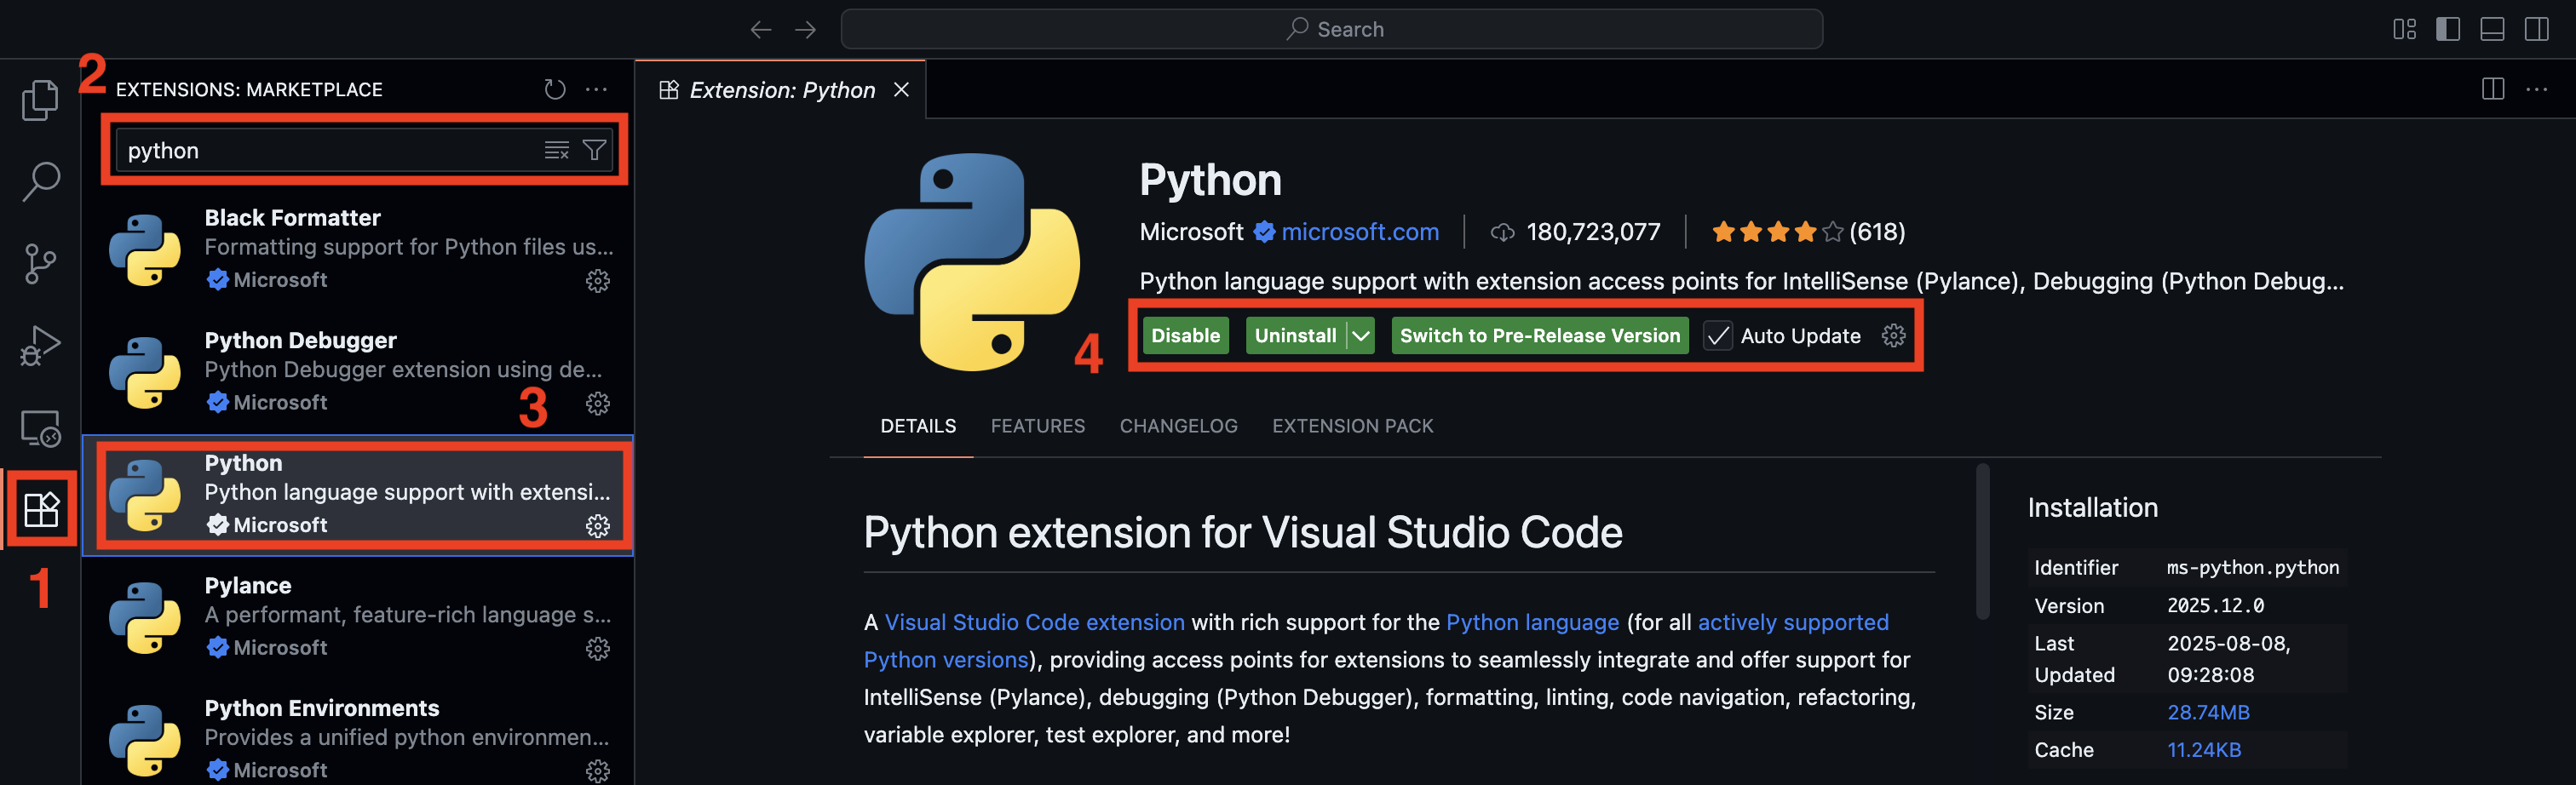 Search
2
EXTENSIONS: MARKETPLACE
python
Black Formatter
Formatting support for Python files us...
Microsoft
Python Debugger
Python Debugger extension using de...
Microsoft
3
Python
Python language support with extensi...
Microsoft
1
Pylance
A performant, feature-rich language s...
Microsoft
Python Environments
Provides a unified python environmen...
Microsoft
Extension: Python
Python
Microsoft microsoft.com 180,723,077 (618)
Python language support with extension access points for IntelliSense (Pylance), Debugging (Python Debug...
4
Disable Uninstall Switch to Pre-Release Version Auto Update
DETAILS FEATURES CHANGELOG EXTENSION PACK
Python extension for Visual Studio Code
A Visual Studio Code extension with rich support for the Python language (for all actively supported
Python versions), providing access points for extensions to seamlessly integrate and offer support for
IntelliSense (Pylance), debugging (Python Debugger), formatting, linting, code navigation, refactoring,
variable explorer, test explorer, and more!
Installation
Identifier ms-python.python
Version 2025.12.0
Last 2025-08-08,
Updated 09:28:08
Size 28.74MB
Cache 11.24KB